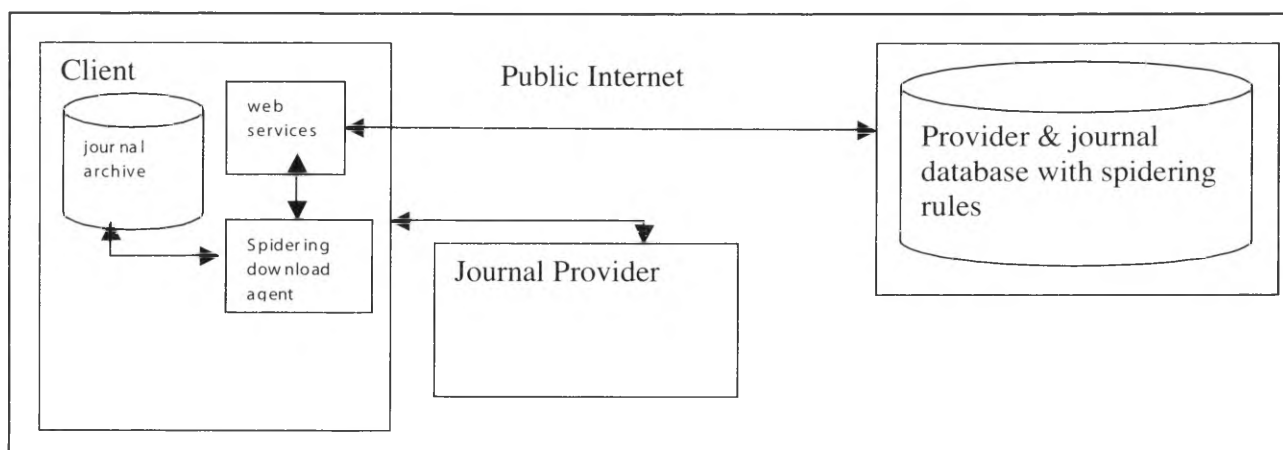 Client
journal
archive
web
services
Spidering
download
agent
Public Internet
Journal Provider
Provider & journal
database with spidering
rules